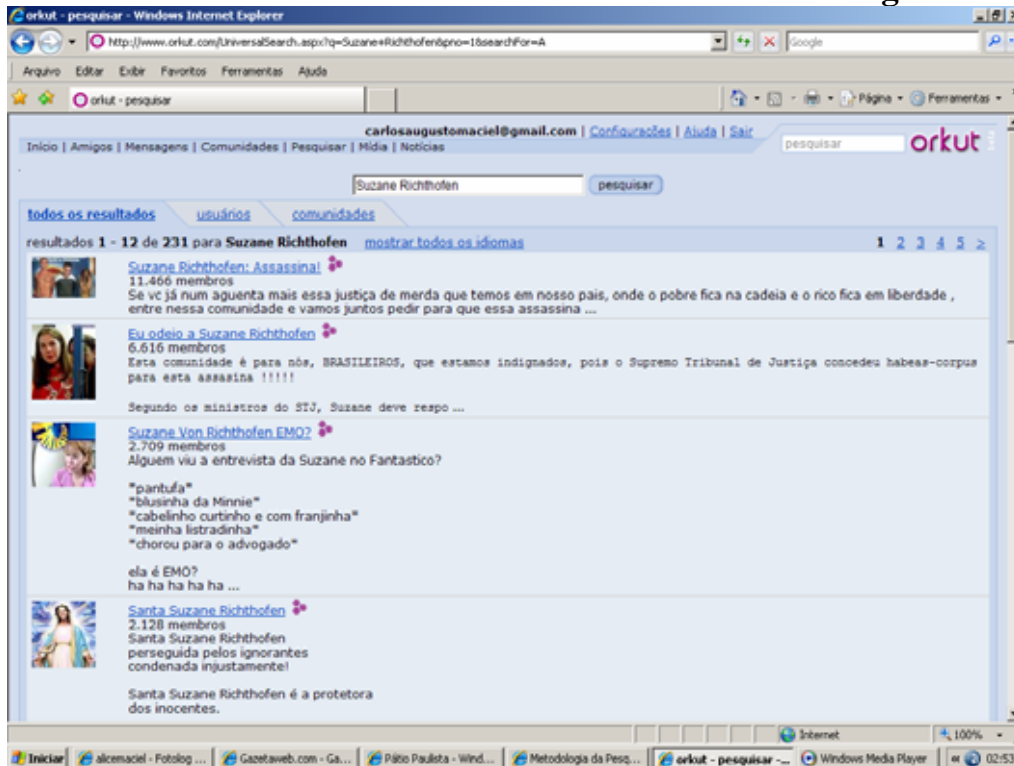 orkut - pesquisar - Windows Internet Explorer
http://www.orkut.com/UniversalSearch.aspx?q=Suzane+Richthofen&pno=1&searchFor=A
Google
Arquivo Editar Exibir Favoritos Ferramentas Ajuda
orkut - pesquisar
Página Ferramentas
carlosaugustomaciel@gmail.com | Configurações | Ajuda | Sair
Início | Amigos | Mensagens | Comunidades | Pesquisar | Mídia | Notícias
pesquisar
orkut
Suzane Richthofen pesquisar
todos os resultados usuários comunidades
resultados 1 - 12 de 231 para Suzane Richthofen mostrar todos os idiomas 1 2 3 4 5 >
Suzane Richthofen: Assassina!
11.466 membros
Se vc já num aguenta mais essa justiça de merda que temos em nosso pais, onde o pobre fica na cadeia e o rico fica em liberdade ,
entre nessa comunidade e vamos juntos pedir para que essa assassina ...
Eu odeio a Suzane Richthofen
6.616 membros
Esta comunidade é para nós, BRASILEIROS, que estamos indignados, pois o Supremo Tribunal de Justiça concedeu habeas-corpus
para esta assasina !!!!!
Segundo os ministros do STJ, Suzane deve respo ...
Suzane Von Richthofen EMO?
2.709 membros
Alguem viu a entrevista da Suzane no Fantastico?
*pantufa*
*blusinha da Minnie*
*cabelinho curtinho e com franjinha*
*meinha listradinha*
*chorou para o advogado*
ela é EMO?
ha ha ha ha ha ...
Santa Suzane Richthofen
2.128 membros
Santa Suzane Richthofen
perseguida pelos ignorantes
condenada injustamente!
Santa Suzane Richthofen é a protetora
dos inocentes.
Internet 100%
Iniciar alicemaciel - Fotolog ... Gazetaweb.com - Ga... Pátio Paulista - Wind... Metodologia da Pesq... orkut - pesquisar -... Windows Media Player 02:53